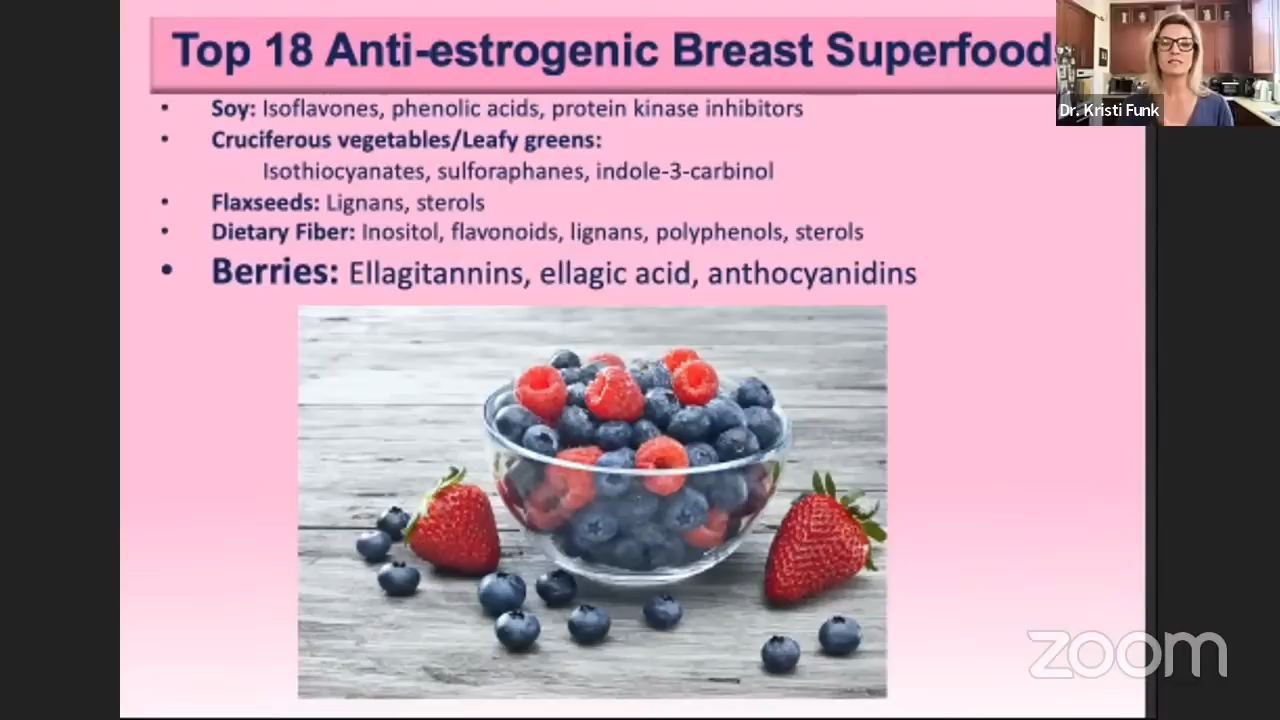 Top 18 Anti-estrogenic Breast Superfoods
Dr. Kristi Funk
• Soy: Isoflavones, phenolic acids, protein kinase inhibitors
• Cruciferous vegetables/Leafy greens:
Isothiocyanates, sulforaphanes, indole-3-carbinol
• Flaxseeds: Lignans, sterols
• Dietary Fiber: Inositol, flavonoids, lignans, polyphenols, sterols
• Berries: Ellagitannins, ellagic acid, anthocyanidins
zoom